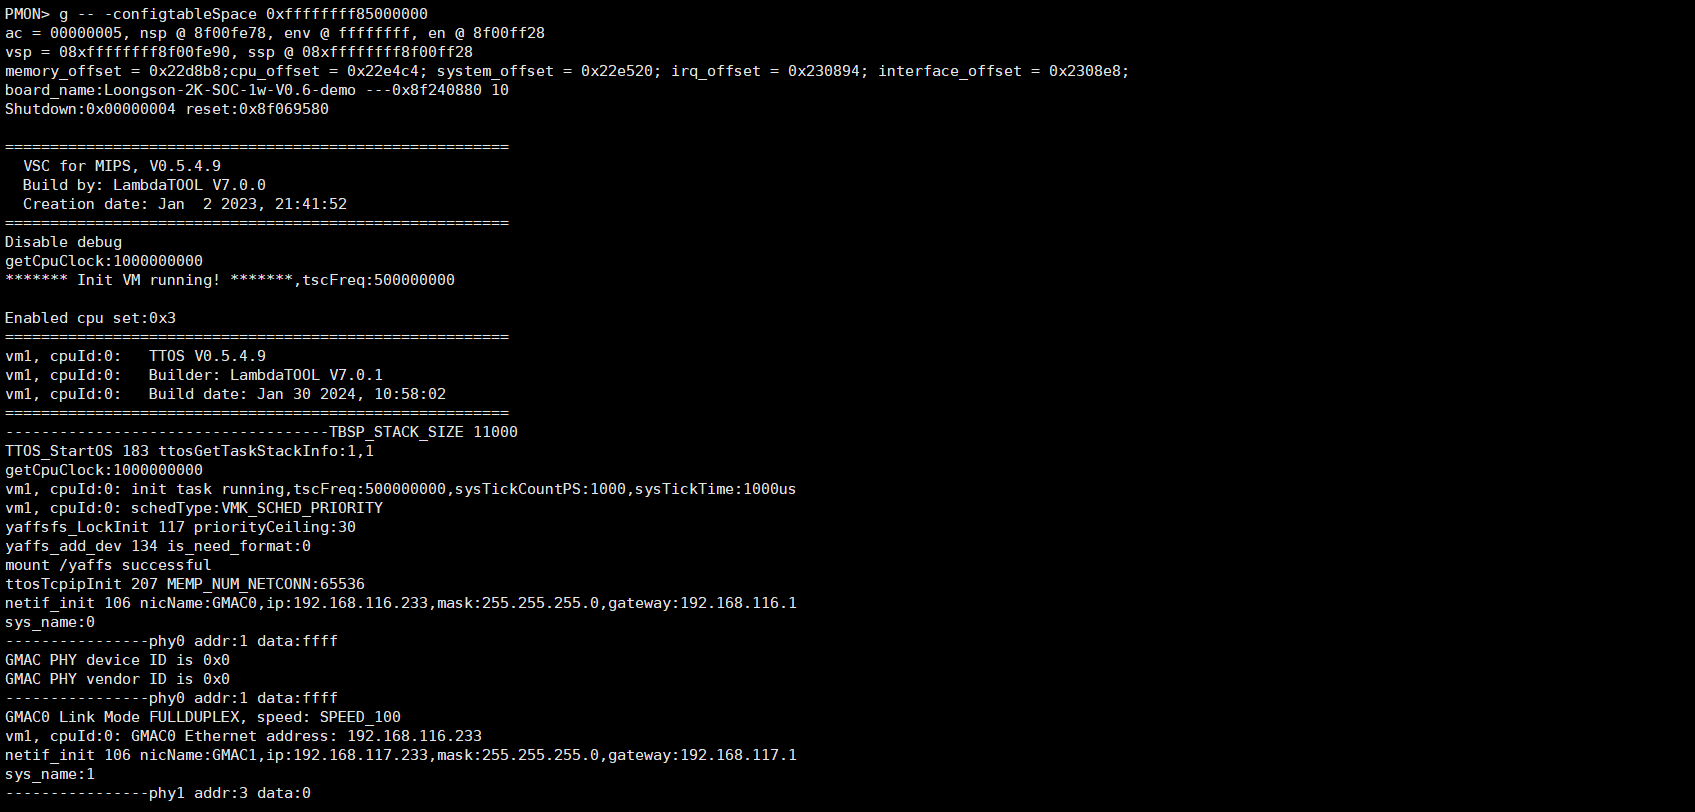 PMON> g -- -configtableSpace 0xffffffff85000000
ac = 00000005, nsp @ 8f00fe78, env @ ffffffff, en @ 8f00ff28
vsp = 08xffffffff8f00fe90, ssp @ 08xffffffff8f00ff28
memory_offset = 0x22d8b8;cpu_offset = 0x22e4c4; system_offset = 0x22e520; irq_offset = 0x230894; interface_offset = 0x2308e8;
board_name:Loongson-2K-SOC-1w-V0.6-demo ---0x8f240880 10
Shutdown:0x00000004 reset:0x8f069580
========================================================
  VSC for MIPS, V0.5.4.9
  Build by: LambdaTOOL V7.0.0
  Creation date: Jan  2 2023, 21:41:52
========================================================
Disable debug
getCpuClock:1000000000
******* Init VM running! *******,tscFreq:500000000
Enabled cpu set:0x3
========================================================
vm1, cpuId:0:   TTOS V0.5.4.9
vm1, cpuId:0:   Builder: LambdaTOOL V7.0.1
vm1, cpuId:0:   Build date: Jan 30 2024, 10:58:02
========================================================
------------------------------------TBSP_STACK_SIZE 11000
TTOS_StartOS 183 ttosGetTaskStackInfo:1,1
getCpuClock:1000000000
vm1, cpuId:0: init task running,tscFreq:500000000,sysTickCountPS:1000,sysTickTime:1000us
vm1, cpuId:0: schedType:VMK_SCHED_PRIORITY
yaffsfs_LockInit 117 priorityCeiling:30
yaffs_add_dev 134 is_need_format:0
mount /yaffs successful
ttosTcpipInit 207 MEMP_NUM_NETCONN:65536
netif_init 106 nicName:GMAC0,ip:192.168.116.233,mask:255.255.255.0,gateway:192.168.116.1
sys_name:0
----------------phy0 addr:1 data:ffff
GMAC PHY device ID is 0x0
GMAC PHY vendor ID is 0x0
----------------phy0 addr:1 data:ffff
GMAC0 Link Mode FULLDUPLEX, speed: SPEED_100
vm1, cpuId:0: GMAC0 Ethernet address: 192.168.116.233
netif_init 106 nicName:GMAC1,ip:192.168.117.233,mask:255.255.255.0,gateway:192.168.117.1
sys_name:1
----------------phy1 addr:3 data:0